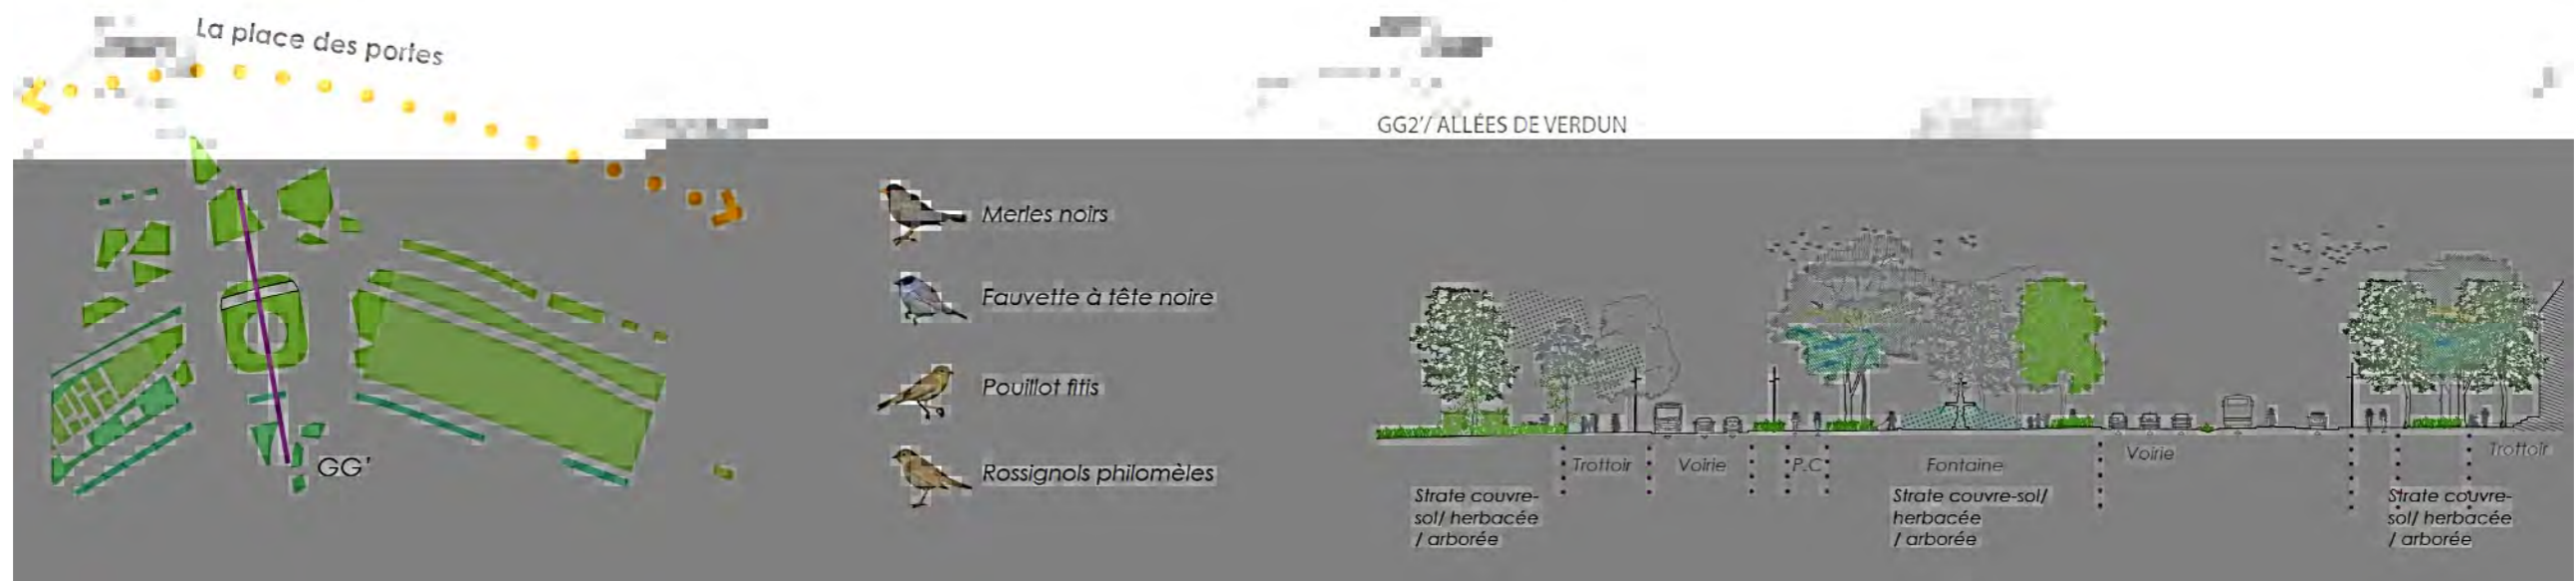 La place des portes
GG'
Merles noirs
Fauvette à tête noire
Pouillot fitis
Rossignols philomèles
GG2'/ ALLÉES DE VERDUN
Trottoir
Voirie
P.C
Fontaine
Voirie
Trottoir
Strate couvre-
sol/ herbacée
/ arborée
Strate couvre-sol/
herbacée
/ arborée
Strate couvre-
sol/ herbacée
/ arborée